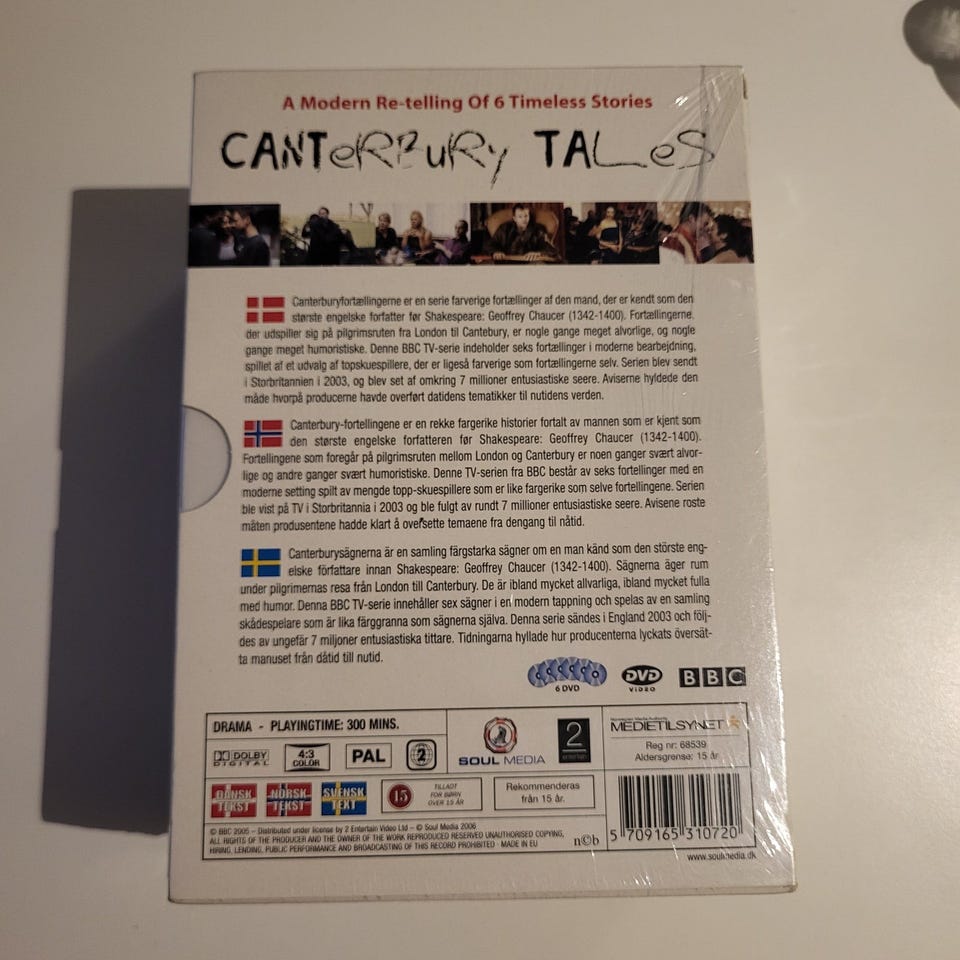 A Modern Re-telling Of 6 Timeless Stories
CANTeRBuRy TALeS
Canterburyfortællingerne er en serie farverige fortællinger af den mand, der er kendt som den
største engelske forfatter før Shakespeare: Geoffrey Chaucer (1342-1400). Fortællingerne,
der udspiller sig på pilgrimsruten fra London til Cantebury, er nogle gange meget alvorlige, og nogle
gange meget humoristiske. Denne BBC TV-serie indeholder seks fortællinger i moderne bearbejdning,
spillet af et udvalg af topskuespillere, der er ligeså farverige som fortællingerne selv. Serien blev sendt
i Storbritannien i 2003, og blev set af omkring 7 millioner entusiastiske seere. Aviserne hyldede den
måde hvorpå producerne havde overført datidens tematikker til nutidens verden.
Canterbury-fortellingene er en rekke fargerike historier fortalt av mannen som er kjent som
den største engelske forfatteren før Shakespeare: Geoffrey Chaucer (1342-1400).
Fortellingene som foregår på pilgrimsruten mellom London og Canterbury er noen ganger svært alvor-
lige og andre ganger svært humoristiske. Denne TV-serien fra BBC består av seks fortellinger med en
moderne setting spilt av mengde topp-skuespillere som er like fargerike som selve fortellingene. Serien
ble vist på TV i Storbritannia i 2003 og ble fulgt av rundt 7 millioner entusiastiske seere. Avisene roste
måten produsentene hadde klart å oversette temaene fra dengang til nåtid.
Canterburysägnerna är en samling färgstarka sägner om en man känd som den störste eng-
elske författare innan Shakespeare: Geoffrey Chaucer (1342-1400). Sägnerna äger rum
under pilgrimernas resa från London till Canterbury. De är ibland mycket allvarliga, ibland mycket fulla
med humor. Denna BBC TV-serie innehåller sex sägner i en modern tappning och spelas av en samling
skådespelare som är lika färggranna som sägnerna själva. Denna serie sändes i England 2003 och följ-
des av ungefär 7 miljoner entusiastiska tittare. Tidningarna hyllade hur producenterna lyckats översät-
ta manuset från dåtid till nutid.
6 DVD
DVD VIDEO
BBC
DRAMA - PLAYINGTIME: 300 MINS.
DOLBY DIGITAL
4:3 COLOR
PAL
2
SOUL MEDIA
2 entertain
Norwegian Media Authority
MEDIETILSYNET
Reg nr: 68539
Aldersgrense: 15 år
DANSK TEKST
NORSK TEKST
SVENSK TEXT
15
TILLADT FOR BØRN OVER 15 ÅR
Rekommenderas från 15 år.
© BBC 2005 - Distributed under license by 2 Entertain Video Ltd - © Soul Media 2006
ALL RIGHTS OF THE PRODUCER AND THE OWNER OF THE WORK REPRODUCED RESERVED UNAUTHORISED COPYING,
HIRING, LENDING, PUBLIC PERFORMANCE AND BROADCASTING OF THIS RECORD PROHIBITED - MADE IN EU
n©b
5 709165 310720
www.soulmedia.dk